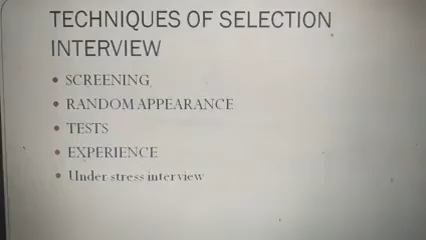 TECHNIQUES OF SELECTION
INTERVIEW
• SCREENING
• RANDOM APPEARANCE
• TESTS
• EXPERIENCE
• Under stress interview